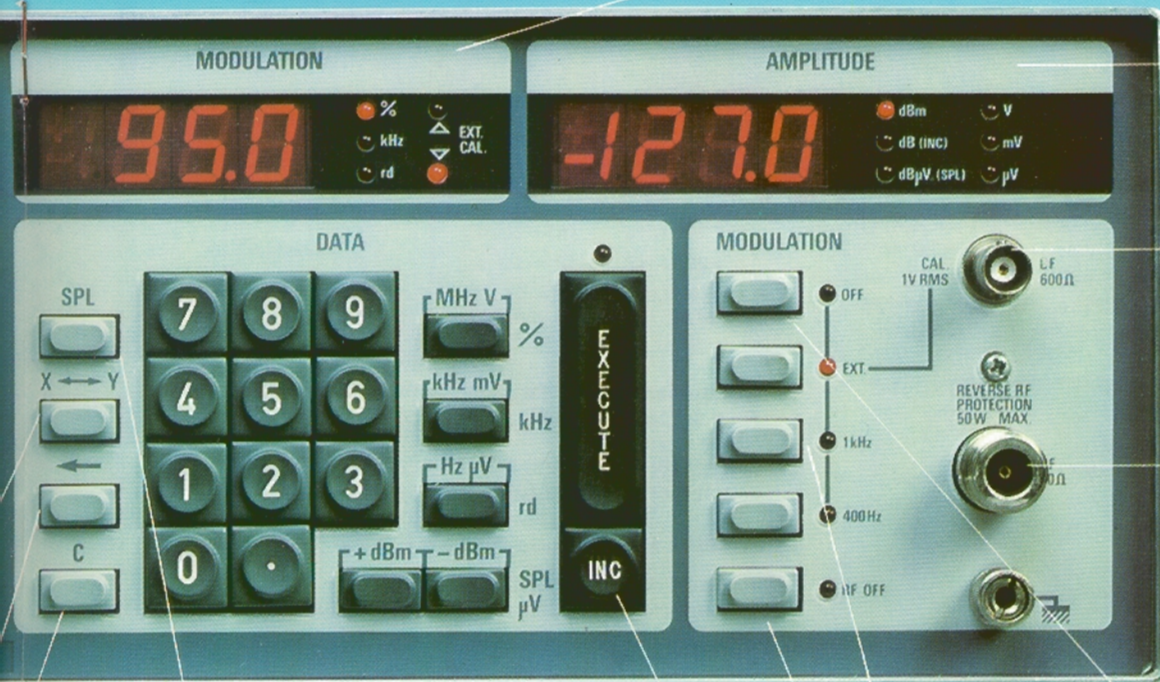 MODULATION
95.0
%
kHz
rd
EXT.
CAL.
AMPLITUDE
-127.0
dBm
dB (INC)
dBµV (SPL)
V
mV
µV
DATA
SPL
X ↔ Y
←
C
7 8 9
4 5 6
1 2 3
0 .
MHz V
%
kHz mV
kHz
Hz µV
rd
+dBm -dBm
SPL
µV
EXECUTE
INC
MODULATION
OFF
EXT.
1kHz
400Hz
RF OFF
CAL.
1V RMS
LF
600Ω
REVERSE RF
PROTECTION
50W MAX.